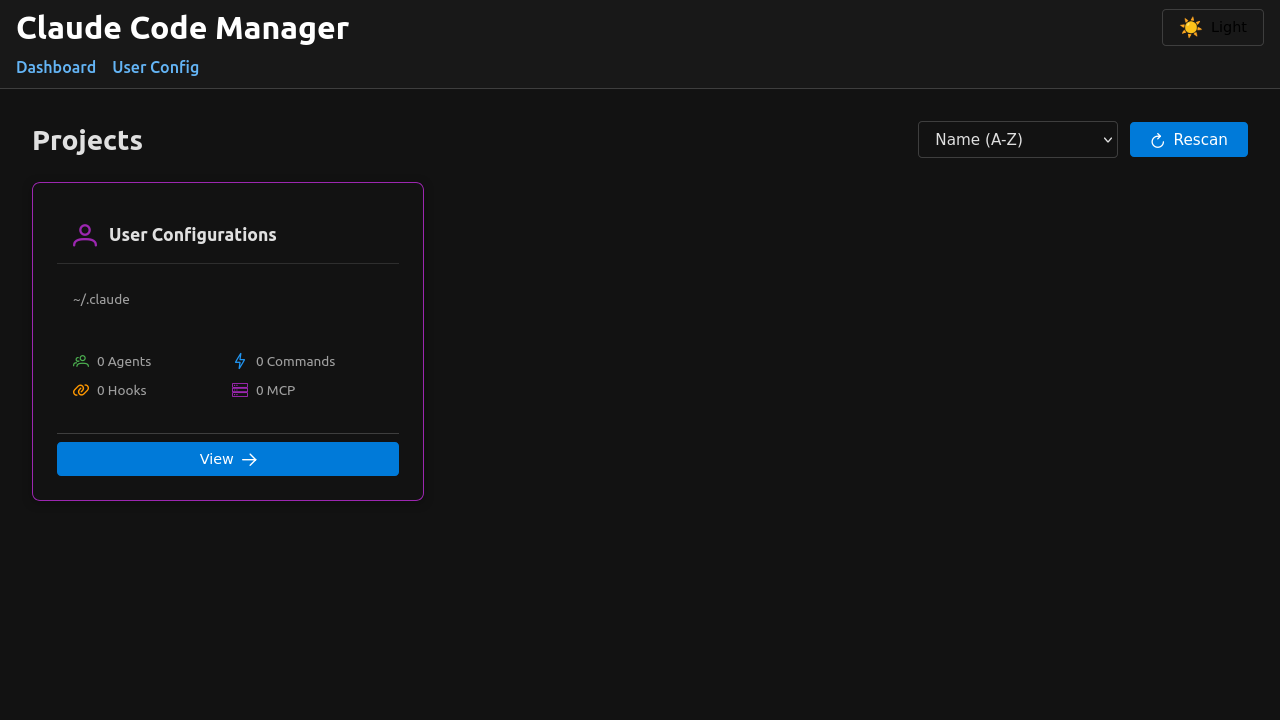 Claude Code Manager
Light
Dashboard User Config
Projects
Name (A-Z)
Rescan
User Configurations
~/.claude
0 Agents
0 Commands
0 Hooks
0 MCP
View